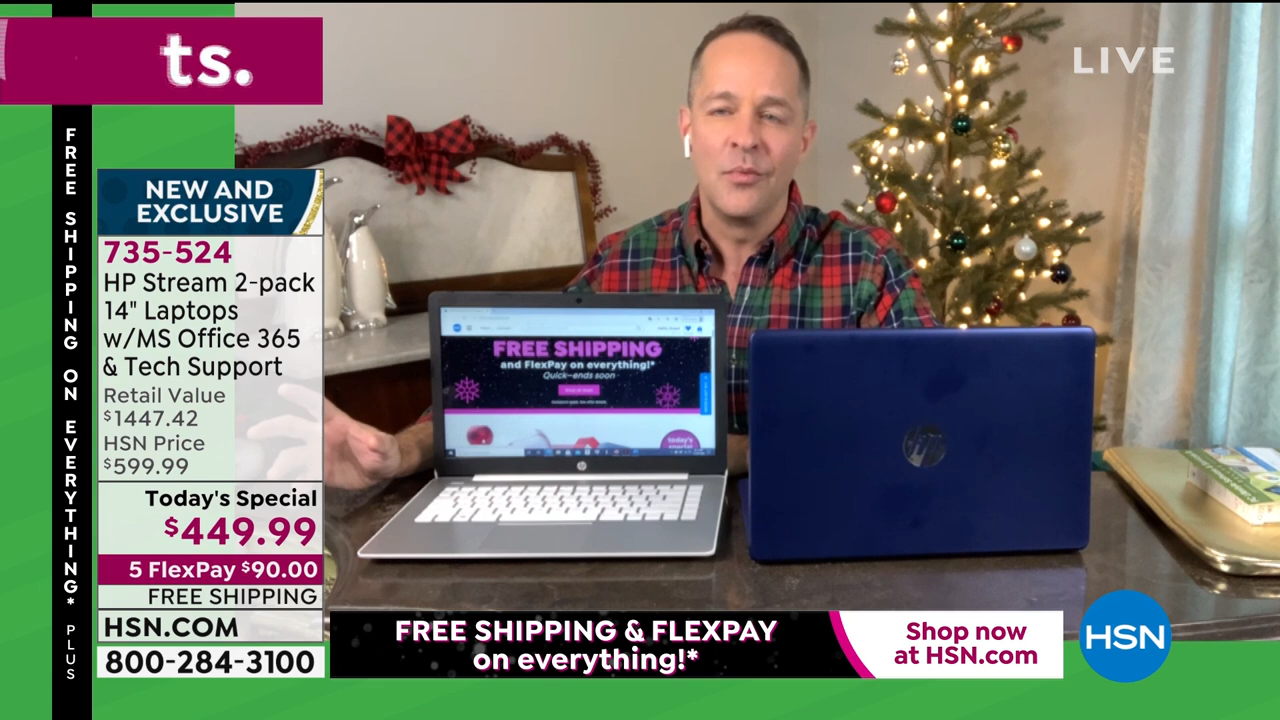 ts.
LIVE
FREE SHIPPING ON EVERYTHING!* PLUS
NEW AND
EXCLUSIVE
735-524
HP Stream 2-pack
14" Laptops
w/MS Office 365
& Tech Support
Retail Value
$1447.42
HSN Price
$599.99
Today's Special
$449.99
5 FlexPay $90.00
FREE SHIPPING
HSN.COM
800-284-3100
FREE SHIPPING
and FlexPay on everything!*
Quick-ends soon
today's
hp
hp
FREE SHIPPING & FLEXPAY
on everything!*
Shop now
at HSN.com
HSN